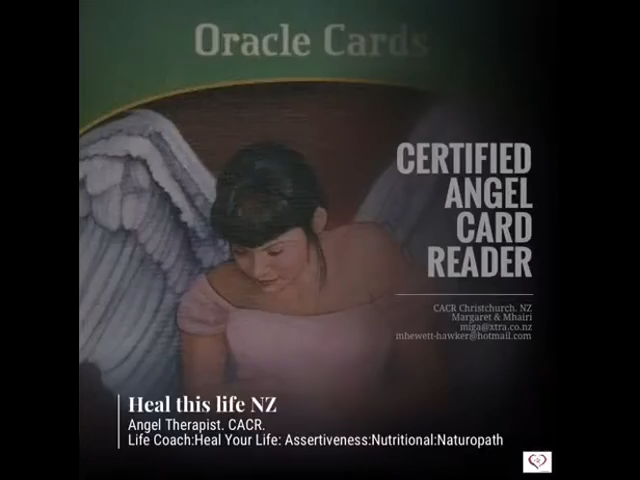 Oracle Cards
CERTIFIED
ANGEL
CARD
READER
CACR Christchurch. NZ
Margaret & Mhairi
miga@xtra.co.nz
mhewett-hawker@hotmail.com
Heal this life NZ
Angel Therapist. CACR.
Life Coach:Heal Your Life: Assertiveness:Nutritional:Naturopath